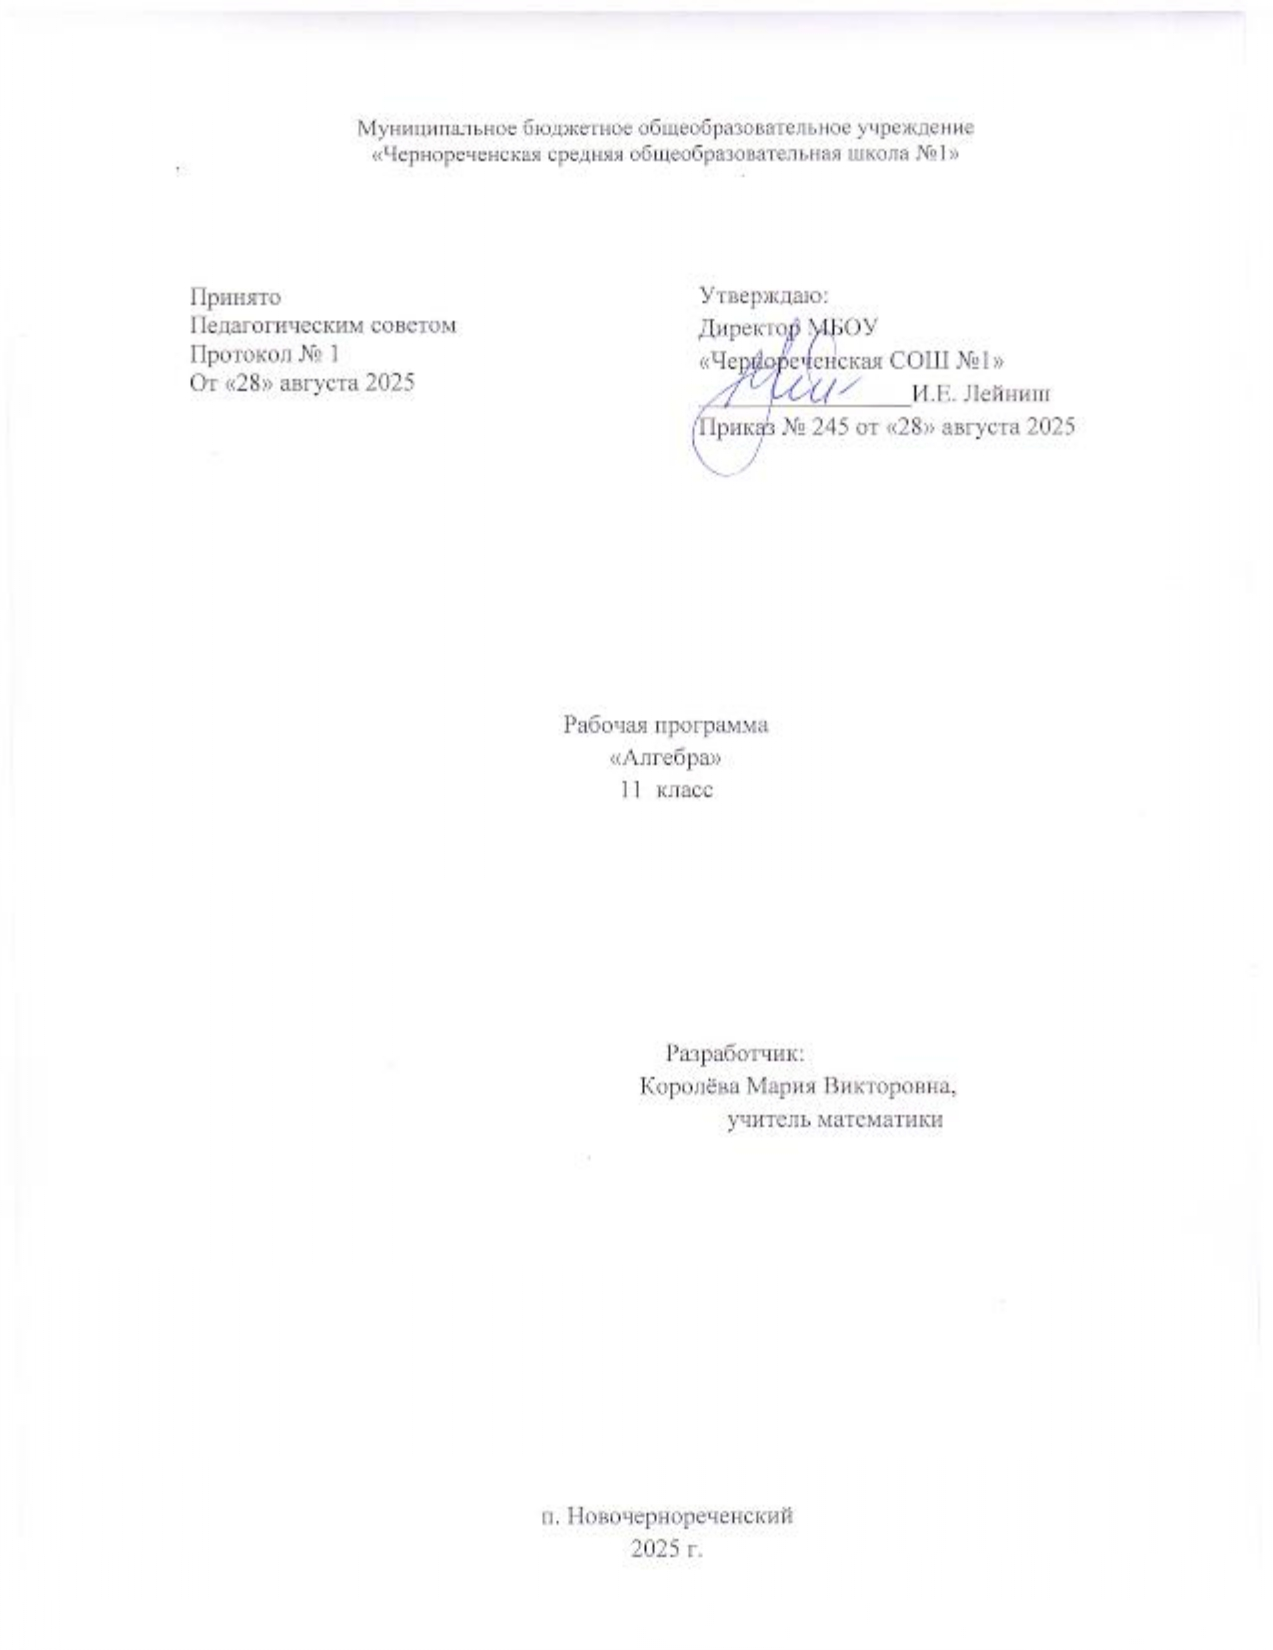 Муниципальное бюджетное общеобразовательное учреждение
«Чернореченская средняя общеобразовательная школа №1»
Принято
Педагогическим советом
Протокол № 1
От «28» августа 2025
Утверждаю:
Директор МБОУ
«Чернореченская СОШ №1»
И.Е. Лейниш
Приказ № 245 от «28» августа 2025
Рабочая программа
«Алгебра»
11 класс
Разработчик:
Королёва Мария Викторовна,
учитель математики
п. Новочернореченский
2025 г.